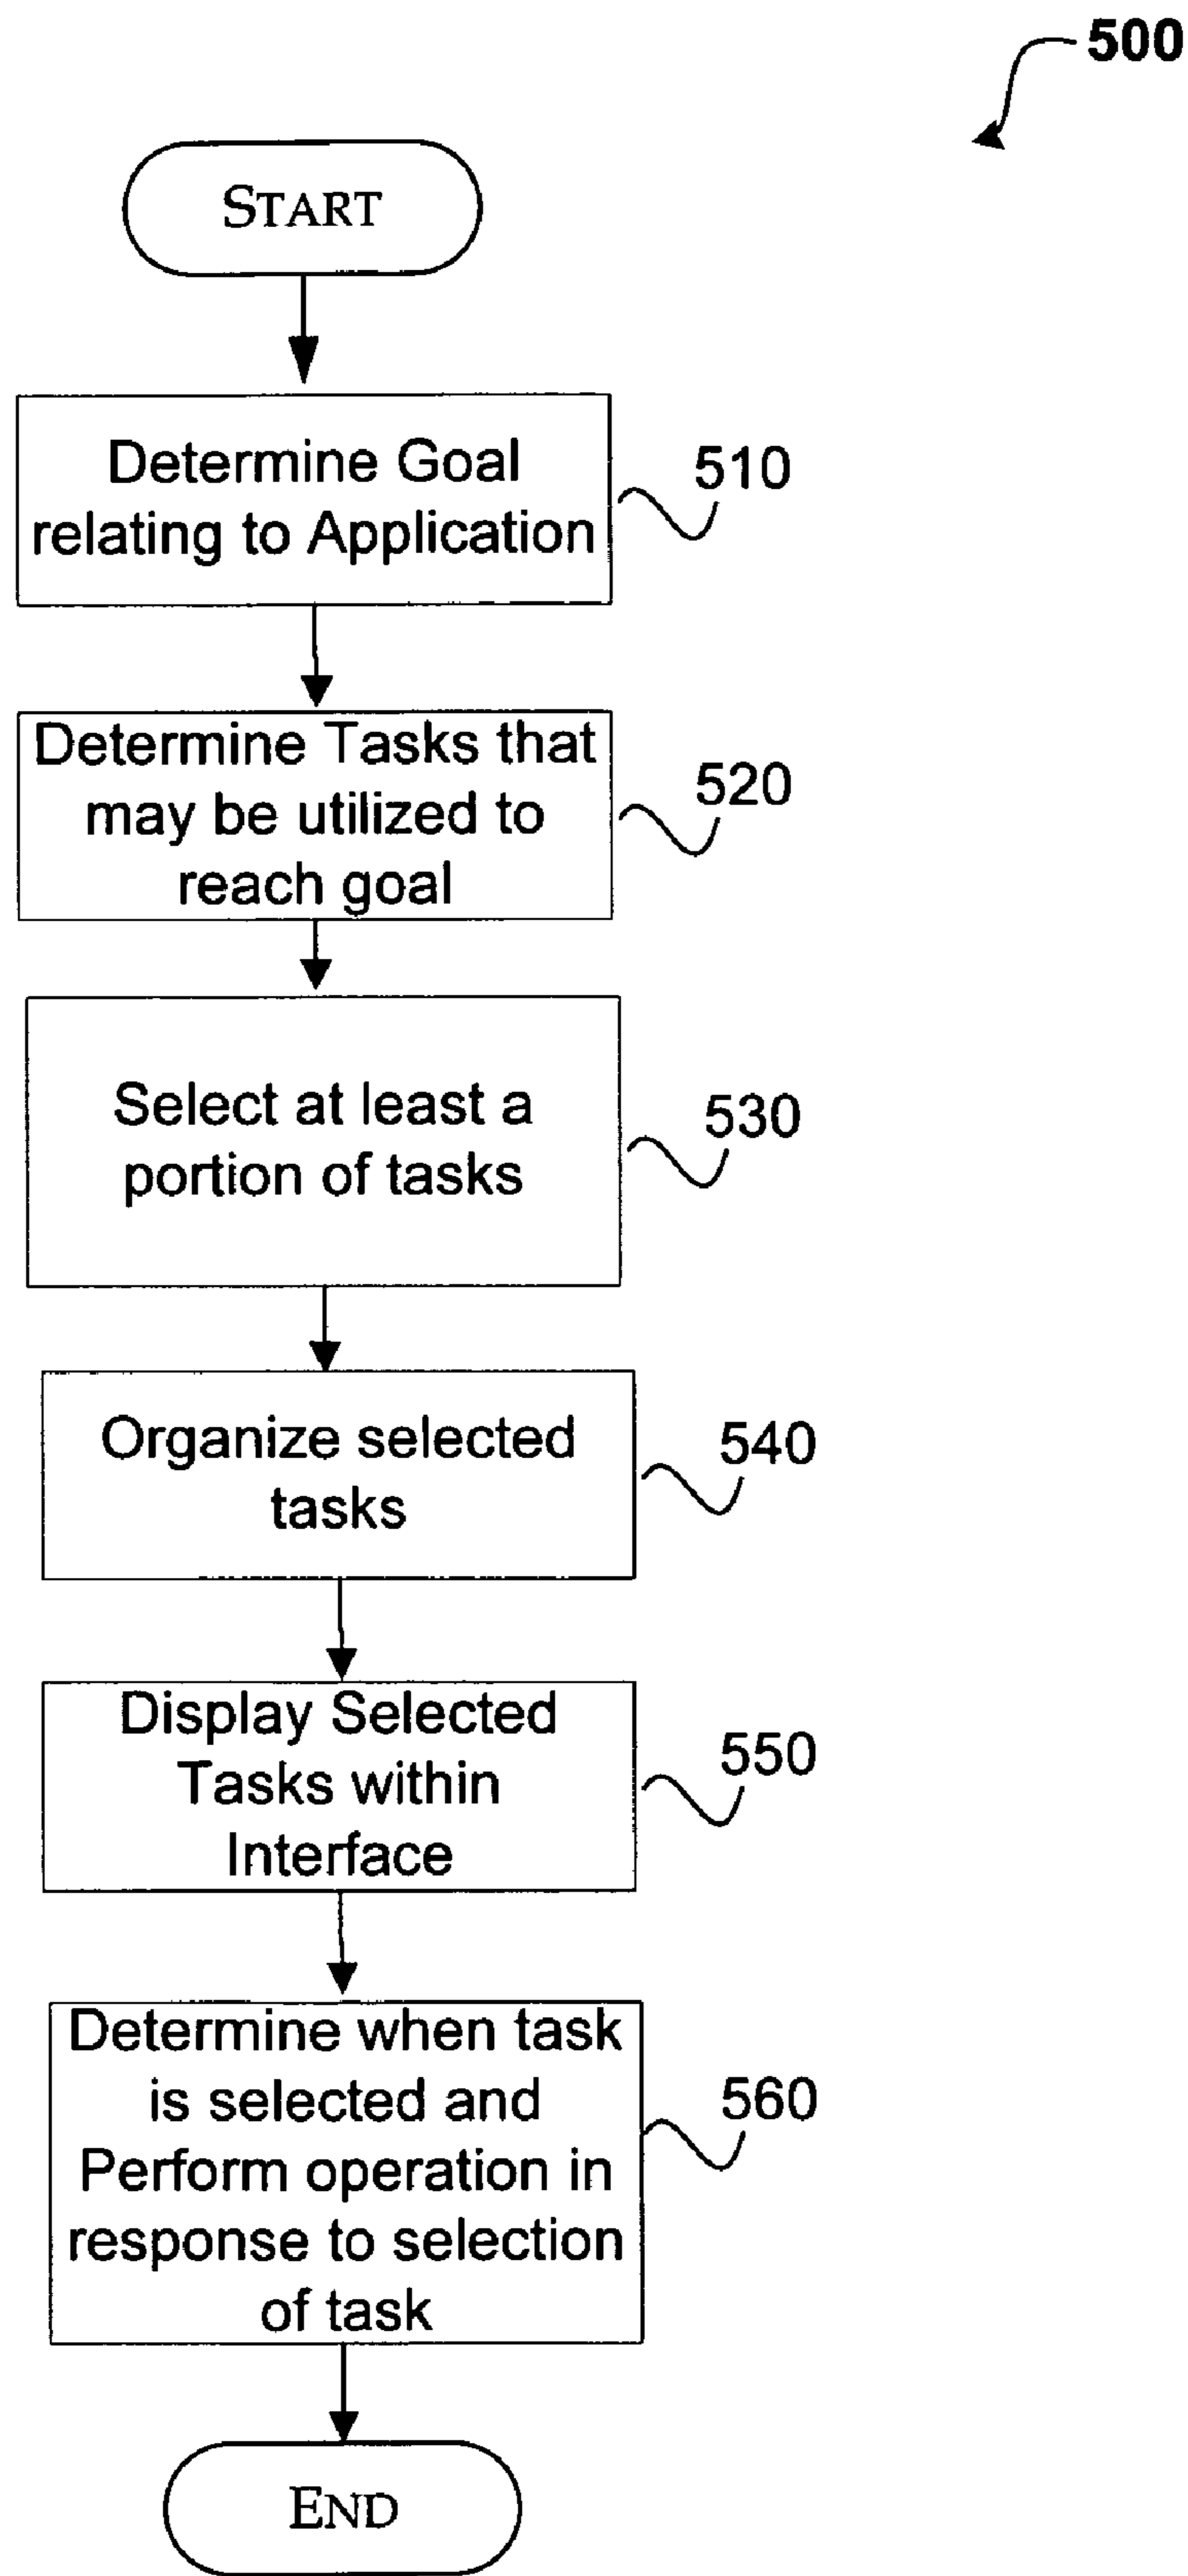 500
START
Determine Goal
relating to Application
510
Determine Tasks that
may be utilized to
reach goal
520
Select at least a
portion of tasks
530
Organize selected
tasks
540
Display Selected
Tasks within
Interface
550
Determine when task
is selected and
Perform operation in
response to selection
of task
560
END